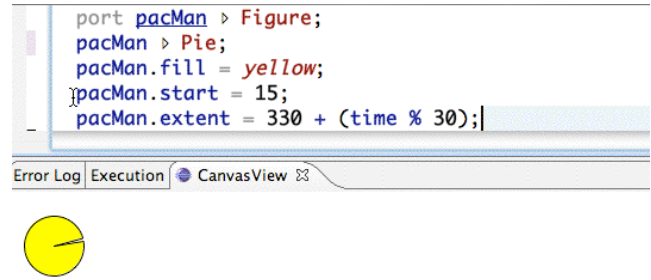 port pacMan ▹ Figure;
pacMan ▹ Pie;
pacMan.fill = yellow;
pacMan.start = 15;
pacMan.extent = 330 + (time % 30);
Error Log Execution CanvasView